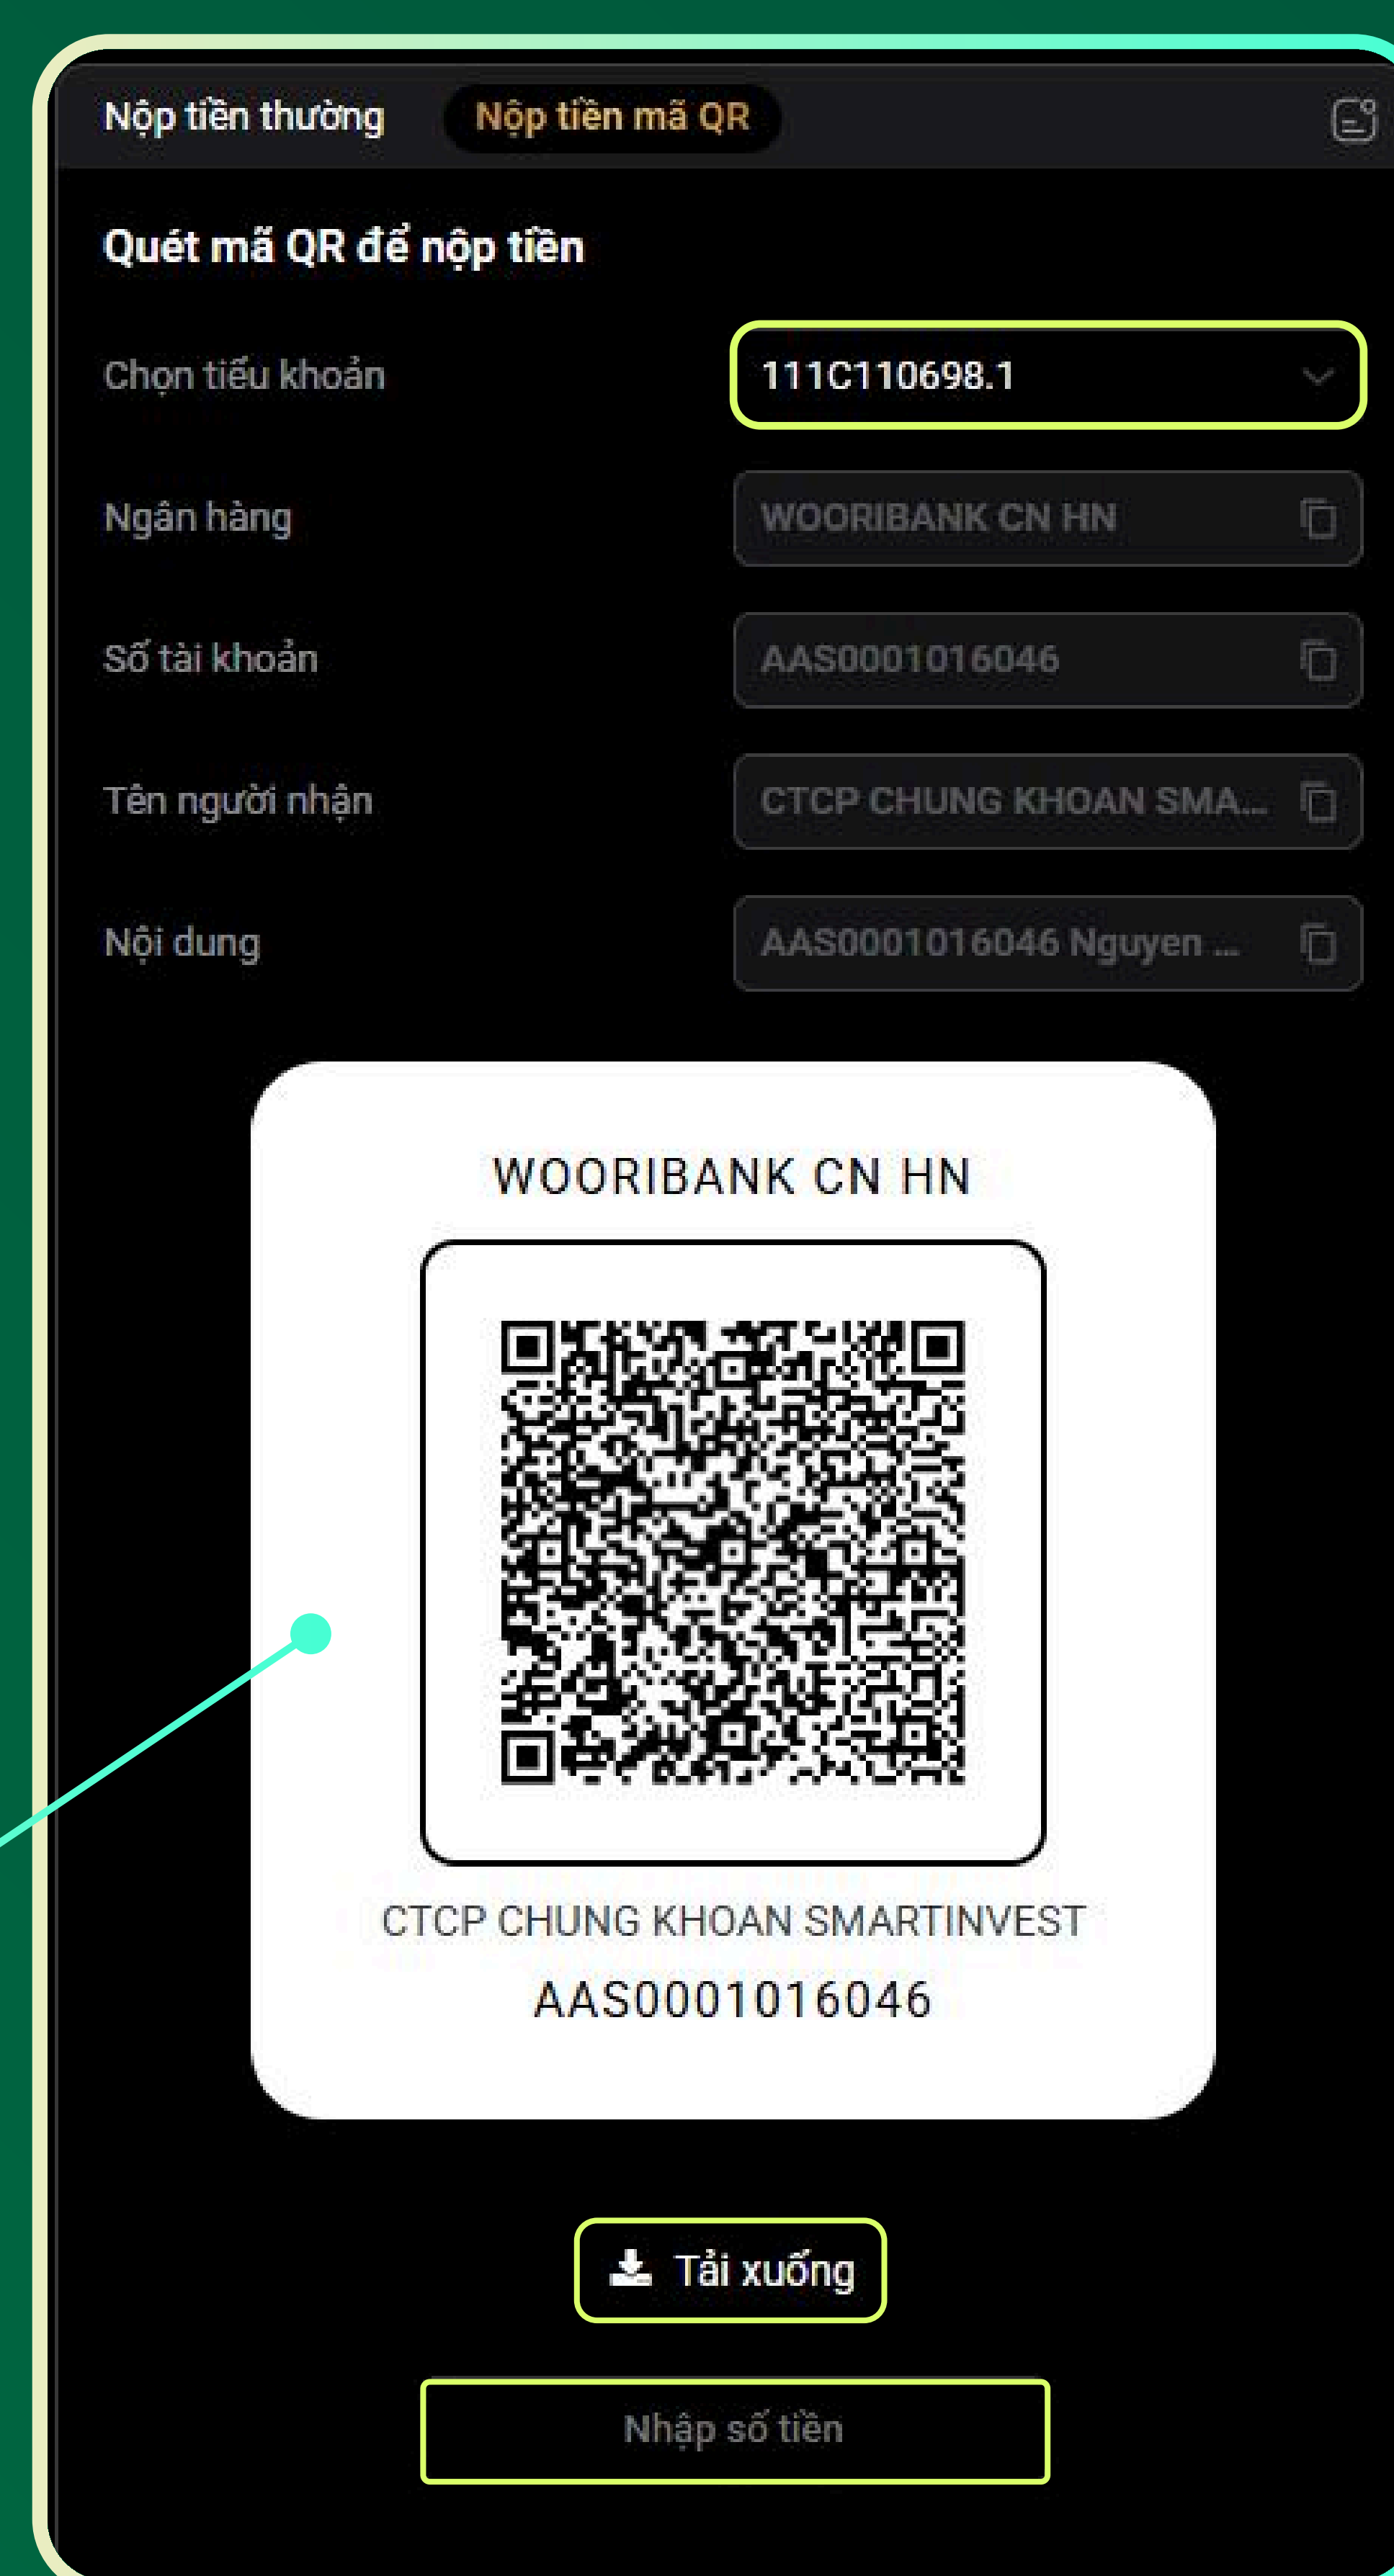 Nộp tiền thường Nộp tiền mã QR
Quét mã QR để nộp tiền
Chọn tiểu khoản 111C110698.1
Ngân hàng WOORIBANK CN HN
Số tài khoản AAS0001016046
Tên người nhận CTCP CHUNG KHOAN SMA...
Nội dung AAS0001016046 Nguyen ...
WOORIBANK CN HN
CTCP CHUNG KHOAN SMARTINVEST
AAS0001016046
Tải xuống
Nhập số tiền